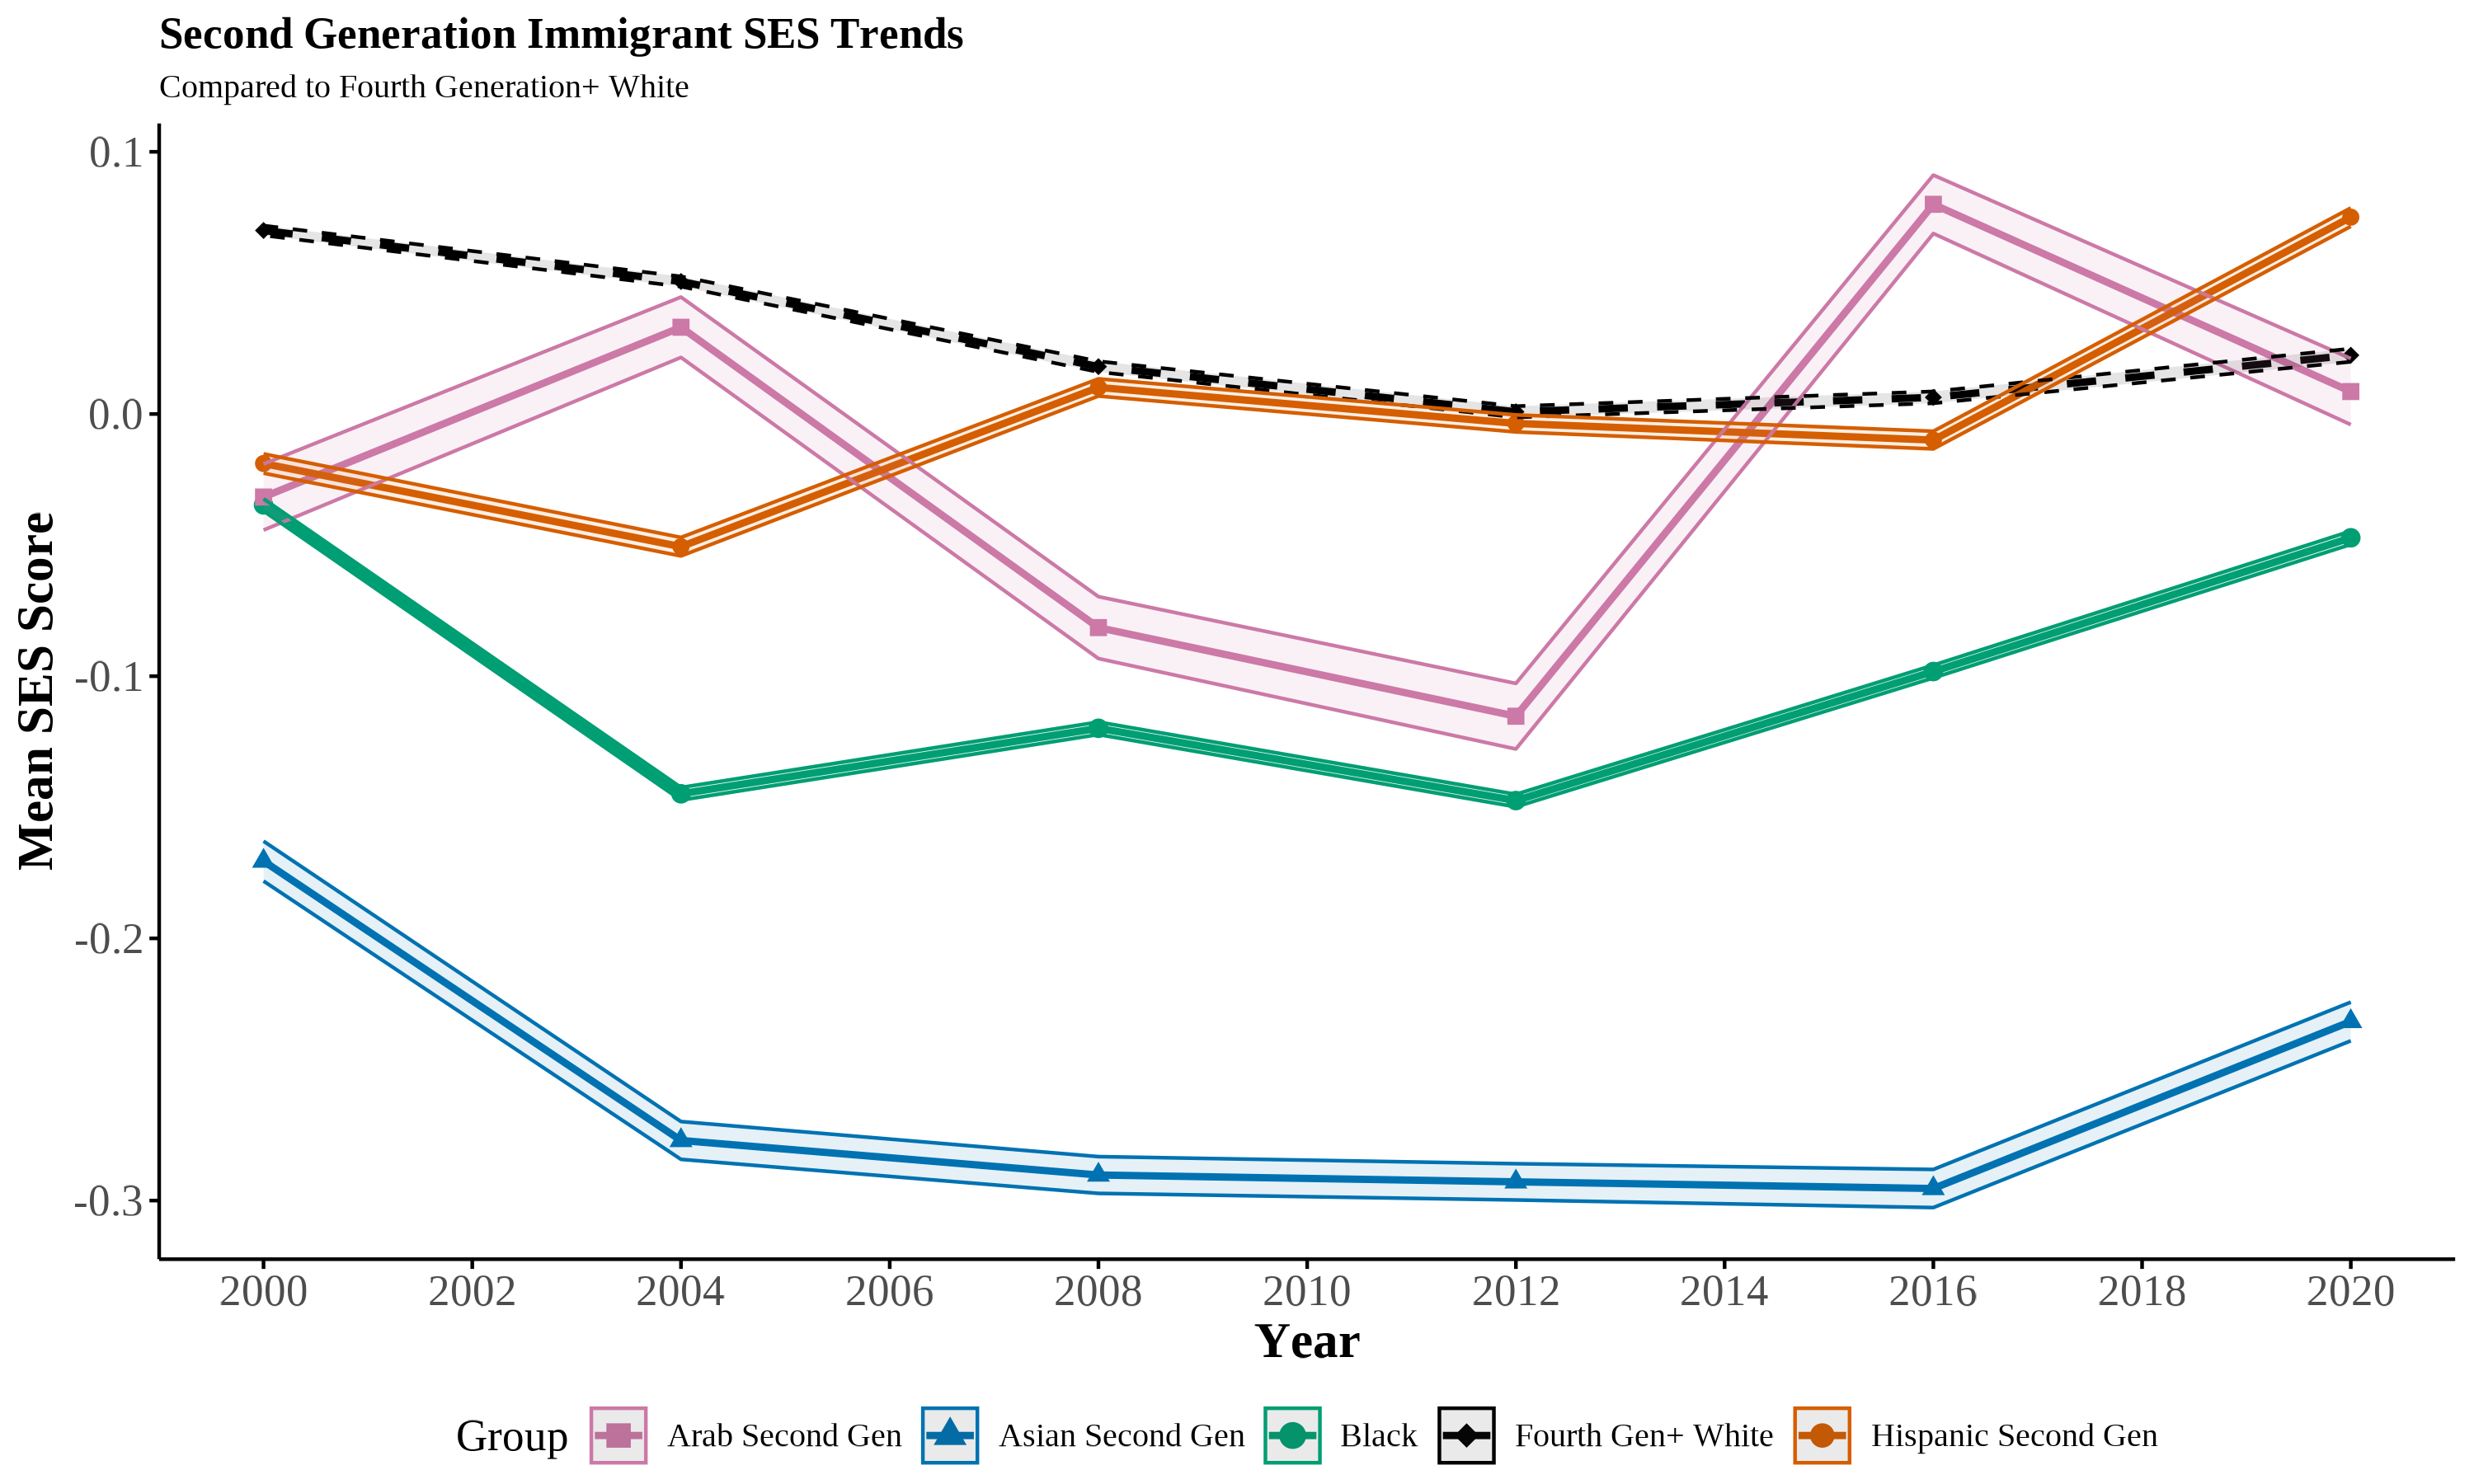 Second Generation Immigrant SES Trends
Compared to Fourth Generation+ White
Mean SES Score
0.1
0.0
-0.1
-0.2
-0.3
2000 2002 2004 2006 2008 2010 2012 2014 2016 2018 2020
Year
Group Arab Second Gen Asian Second Gen Black Fourth Gen+ White Hispanic Second Gen